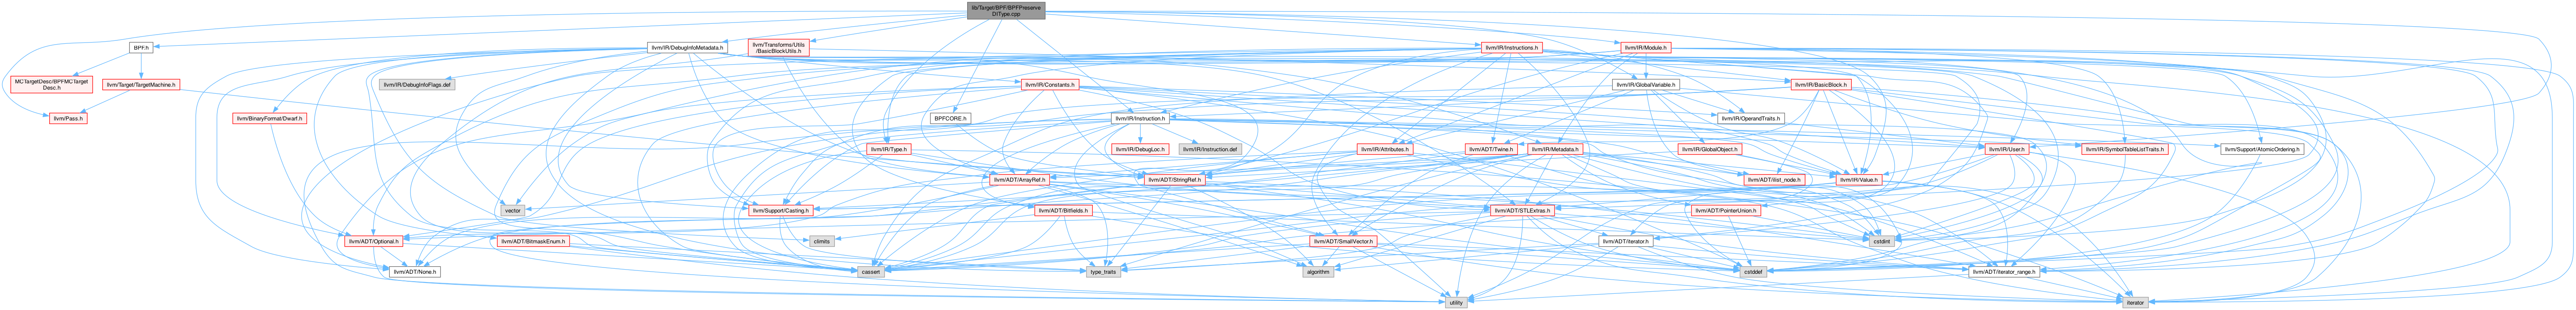 lib/Target/BPF/BPFPreserve
DIType.cpp
BPF.h
llvm/IR/DebugInfoMetadata.h
llvm/Transforms/Utils
/BasicBlockUtils.h
llvm/IR/Instructions.h
llvm/IR/Module.h
MCTargetDesc/BPFMCTarget
Desc.h
llvm/Target/TargetMachine.h
llvm/IR/DebugInfoFlags.def
llvm/IR/Constants.h
llvm/IR/GlobalVariable.h
llvm/IR/BasicBlock.h
llvm/Pass.h
llvm/BinaryFormat/Dwarf.h
BPFCORE.h
llvm/IR/Instruction.h
llvm/IR/OperandTraits.h
llvm/IR/Type.h
llvm/IR/DebugLoc.h
llvm/IR/Instruction.def
llvm/IR/Attributes.h
llvm/ADT/Twine.h
llvm/IR/Metadata.h
llvm/IR/GlobalObject.h
llvm/IR/User.h
llvm/IR/SymbolTableListTraits.h
llvm/Support/AtomicOrdering.h
llvm/ADT/ArrayRef.h
llvm/ADT/StringRef.h
llvm/ADT/ilist_node.h
llvm/IR/Value.h
vector
llvm/Support/Casting.h
llvm/ADT/Bitfields.h
llvm/ADT/STLExtras.h
llvm/ADT/PointerUnion.h
llvm/ADT/Optional.h
llvm/ADT/BitmaskEnum.h
climits
llvm/ADT/SmallVector.h
llvm/ADT/iterator.h
cstdint
llvm/ADT/None.h
cassert
type_traits
algorithm
cstddef
llvm/ADT/iterator_range.h
utility
iterator